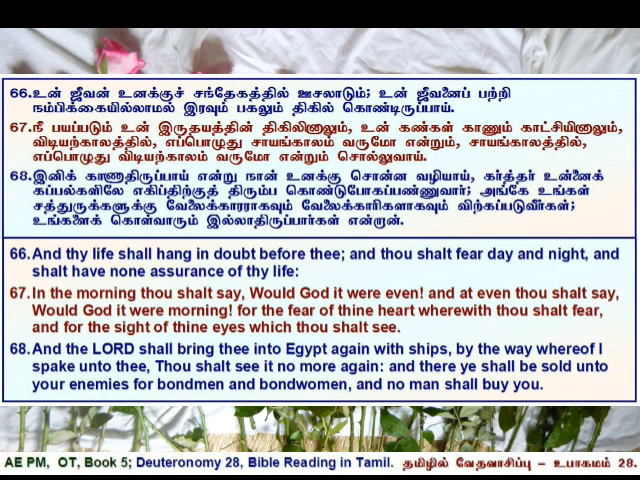 66.உன் ஜீவன் உனக்குச் சந்தேகத்தில் ஊசலாடும்; உன் ஜீவனைப் பற்றி
நம்பிக்கையில்லாமல் இரவும் பகலும் திகில் கொண்டிருப்பாய்.
67.நீ பயப்படும் உன் இருதயத்தின் திகிலினாலும், உன் கண்கள் காணும் காட்சியினாலும்,
விடியற்காலத்தில், எப்பொழுது சாயங்காலம் வருமோ என்றும், சாயங்காலத்தில்,
எப்பொழுது விடியற்காலம் வருமோ என்றும் சொல்லுவாய்.
68.இனிக் காணாதிருப்பாய் என்று நான் உனக்கு சொன்ன வழியாய், கர்த்தர் உன்னைக்
கப்பல்களிலே எகிப்திற்குத் திரும்ப கொண்டுபோகப்பண்ணுவார்; அங்கே உங்கள்
சத்துருக்களுக்கு வேலைக்காரராகவும் வேலைக்காரிகளாகவும் விற்கப்படுவீர்கள்;
உங்களைக் கொள்வாரும் இல்லாதிருப்பார்கள் என்றான்.
66.And thy life shall hang in doubt before thee; and thou shalt fear day and night, and
shalt have none assurance of thy life:
67.In the morning thou shalt say, Would God it were even! and at even thou shalt say,
Would God it were morning! for the fear of thine heart wherewith thou shalt fear,
and for the sight of thine eyes which thou shalt see.
68.And the LORD shall bring thee into Egypt again with ships, by the way whereof I
spake unto thee, Thou shalt see it no more again: and there ye shall be sold unto
your enemies for bondmen and bondwomen, and no man shall buy you.
AE PM, OT, Book 5; Deuteronomy 28, Bible Reading in Tamil. தமிழில் வேதவாசிப்பு – உபாகமம் 28.